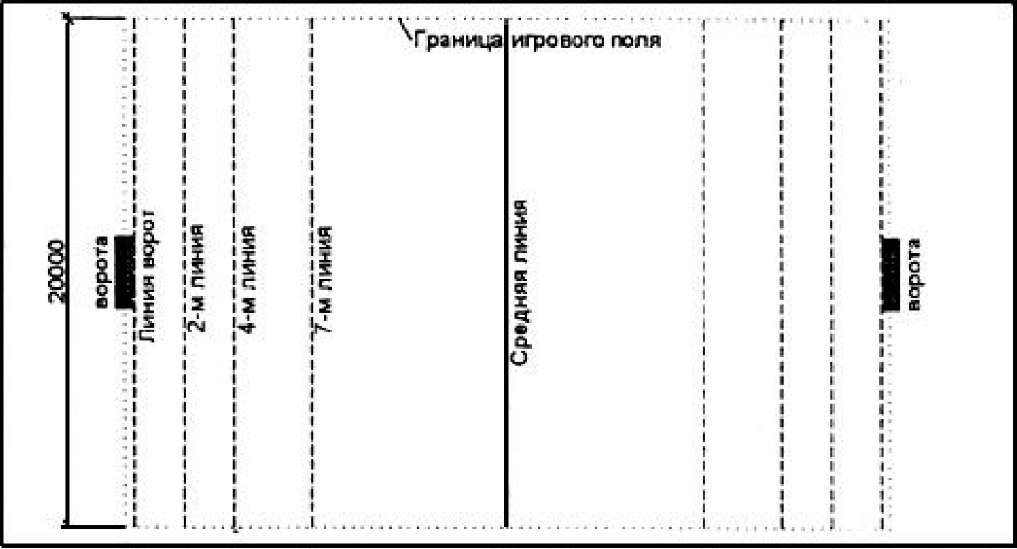 Граница игрового поля
20000
ворота
Линия ворот
2-м линия
4-м линия
7-м линия
Средняя линия
ворота